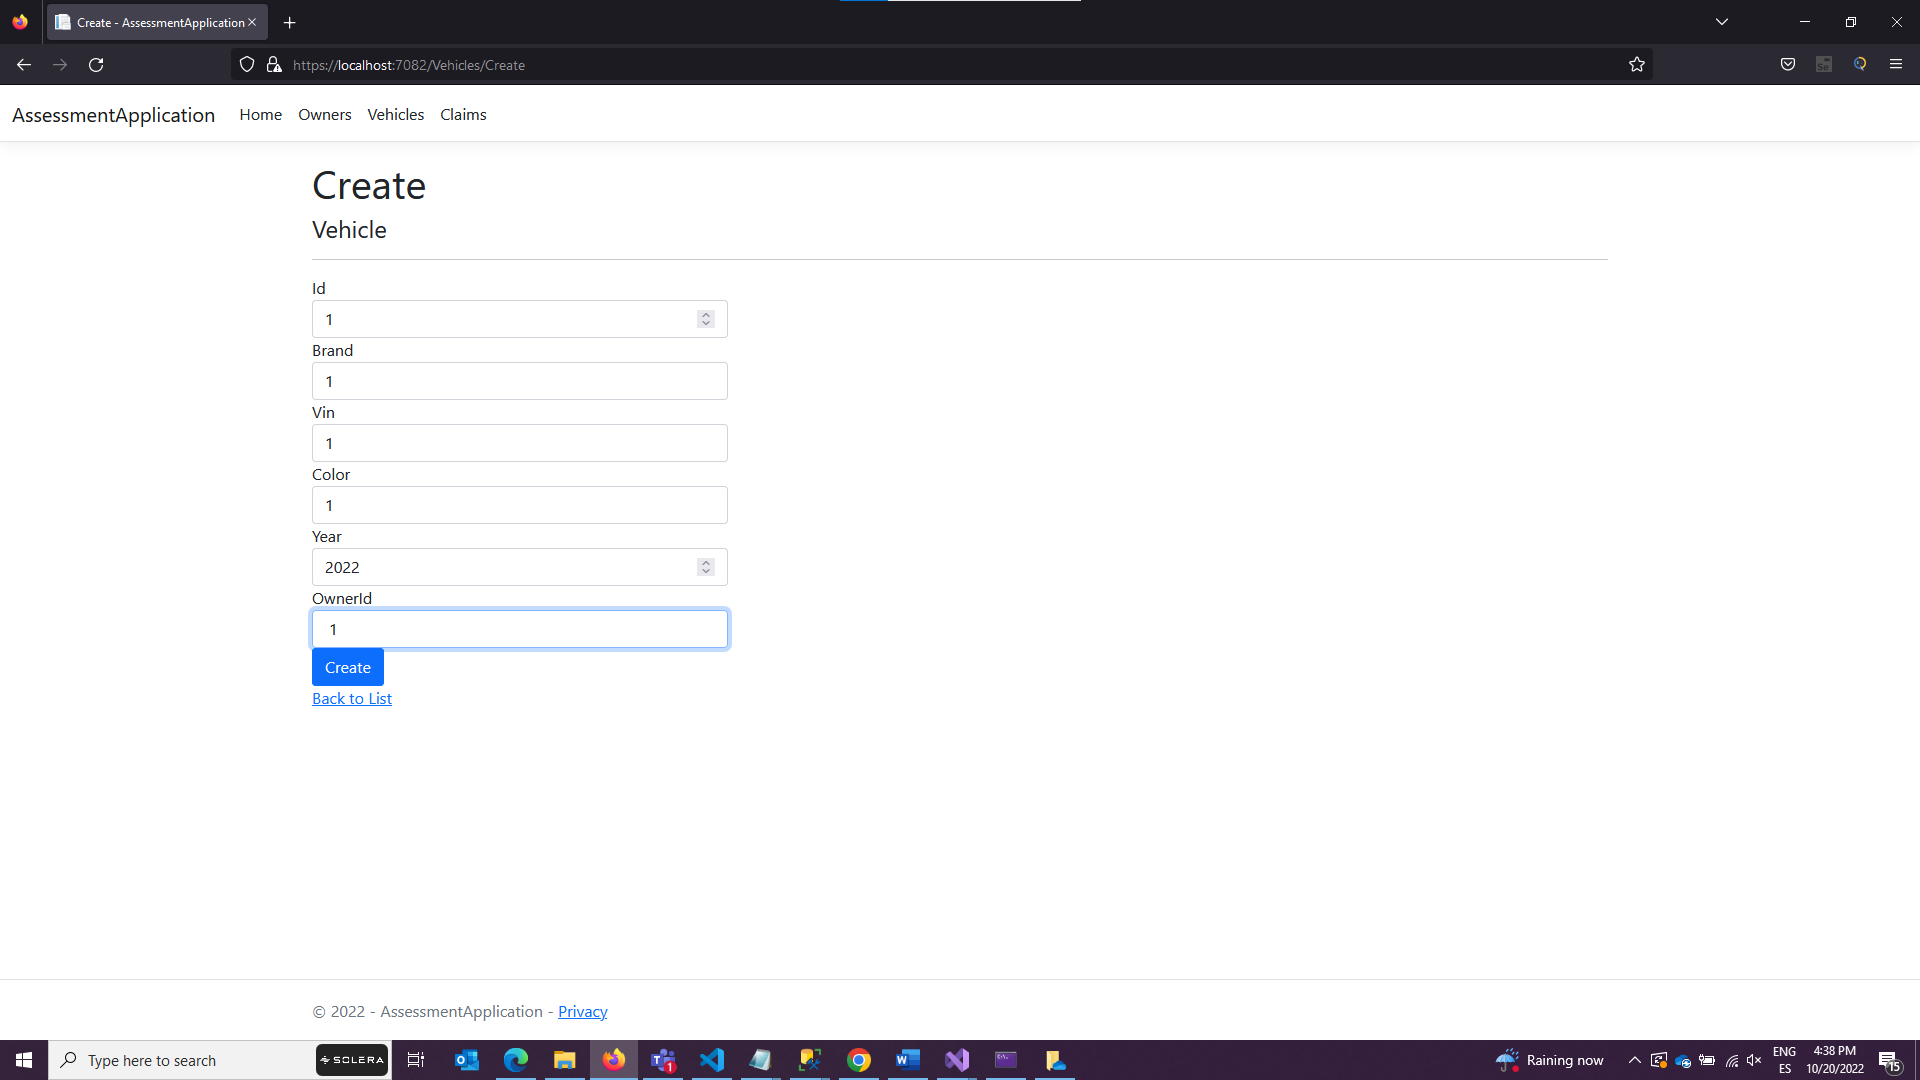 Create - AssessmentApplication
https://localhost:7082/Vehicles/Create
AssessmentApplication Home Owners Vehicles Claims
Create
Vehicle
Id
1
Brand
1
Vin
1
Color
1
Year
2022
OwnerId
1
Create
Back to List
© 2022 - AssessmentApplication - Privacy
Type here to search
SOLERA
1
Raining now
ENG
ES
4:38 PM
10/20/2022
15